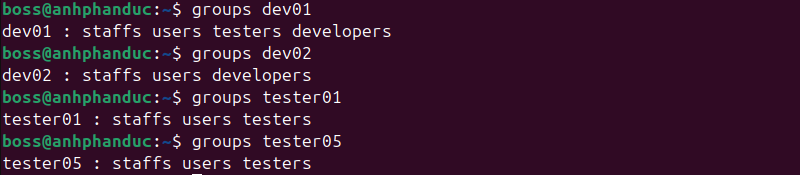 boss@anhphanduc:~$ groups dev01
dev01 : staffs users testers developers
boss@anhphanduc:~$ groups dev02
dev02 : staffs users developers
boss@anhphanduc:~$ groups tester01
tester01 : staffs users testers
boss@anhphanduc:~$ groups tester05
tester05 : staffs users testers